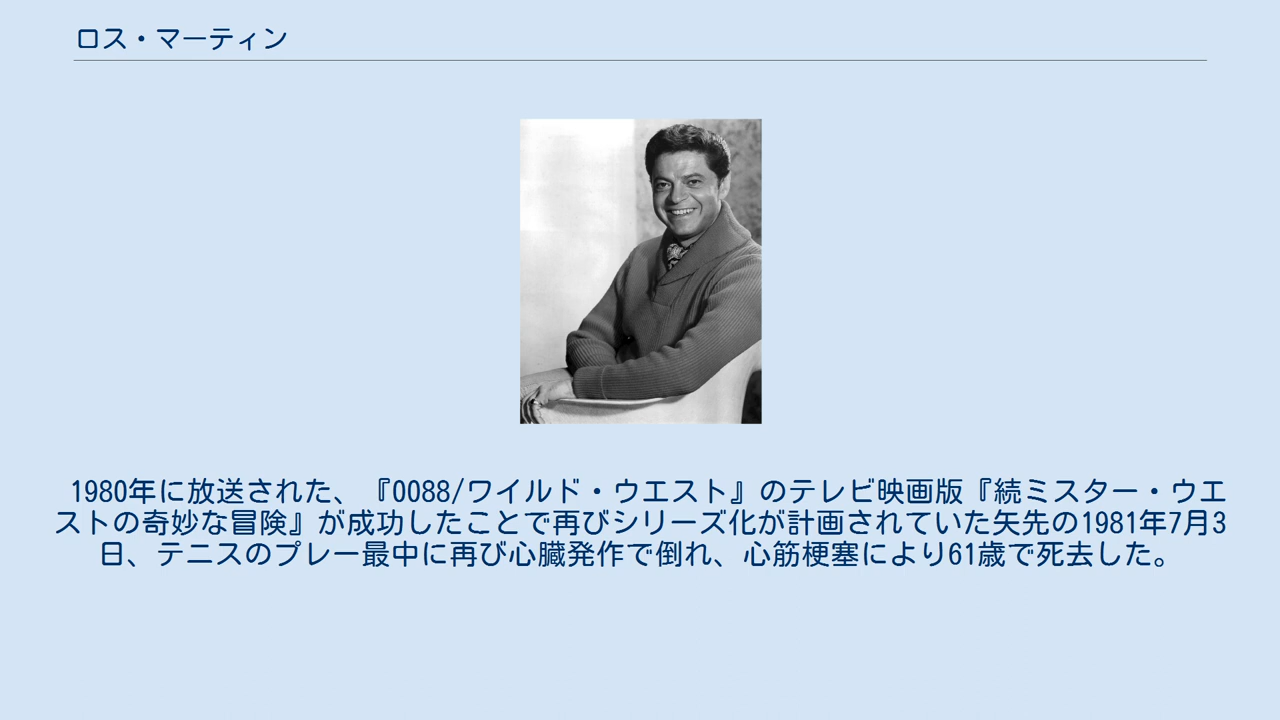 ロス・マーティン
1980年に放送された、『0088/ワイルド・ウエスト』のテレビ映画版『続ミスター・ウエ
ストの奇妙な冒険』が成功したことで再びシリーズ化が計画されていた矢先の1981年7月3
日、テニスのプレー最中に再び心臓発作で倒れ、心筋梗塞により61歳で死去した。